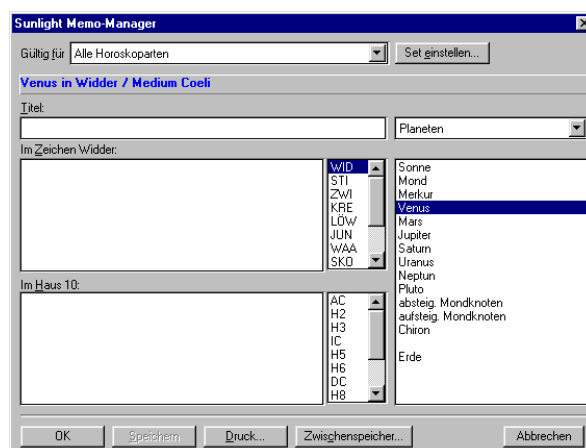 Sunlight Memo-Manager
Gültig für Alle Horoskoparten Set einstellen...
Venus in Widder / Medium Coeli
Titel:
Planeten
Im Zeichen Widder:
WID
STI
ZWI
KRE
LÖW
JUN
WAA
SKO
Sonne
Mond
Merkur
Venus
Mars
Jupiter
Saturn
Uranus
Neptun
Pluto
absteig. Mondknoten
aufsteig. Mondknoten
Chiron
Erde
Im Haus 10:
AC
H2
H3
IC
H5
H6
DC
H8
OK Speichern Druck... Zwischenspeicher... Abbrechen